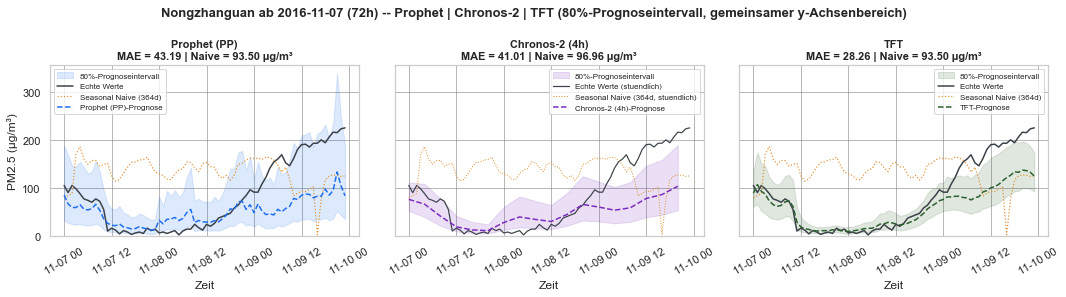 Nongzhanguan ab 2016-11-07 (72h) -- Prophet | Chronos-2 | TFT (80%-Prognoseintervall, gemeinsamer y-Achsenbereich)
Prophet (PP)
MAE = 43.19 | Naive = 93.50 µg/m³
PM2.5 (µg/m³)
300
200
100
0
80%-Prognoseintervall
Echte Werte
Seasonal Naive (364d)
Prophet (PP)-Prognose
11-07 00
11-07 12
11-08 00
11-08 12
11-09 00
11-09 12
11-10 00
Zeit
Chronos-2 (4h)
MAE = 41.01 | Naive = 96.96 µg/m³
80%-Prognoseintervall
Echte Werte (stuendlich)
Seasonal Naive (364d, stuendlich)
Chronos-2 (4h)-Prognose
11-07 00
11-07 12
11-08 00
11-08 12
11-09 00
11-09 12
11-10 00
Zeit
TFT
MAE = 28.26 | Naive = 93.50 µg/m³
80%-Prognoseintervall
Echte Werte
Seasonal Naive (364d)
TFT-Prognose
11-07 00
11-07 12
11-08 00
11-08 12
11-09 00
11-09 12
11-10 00
Zeit